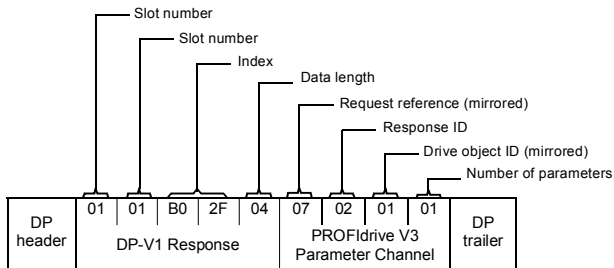 Slot number
Slot number
Index
Data length
Request reference (mirrored)
Response ID
Drive object ID (mirrored)
Number of parameters
01 01 B0 2F 04 07 02 01 01
DP
header
DP-V1 Response
PROFIdrive V3
Parameter Channel
DP
trailer